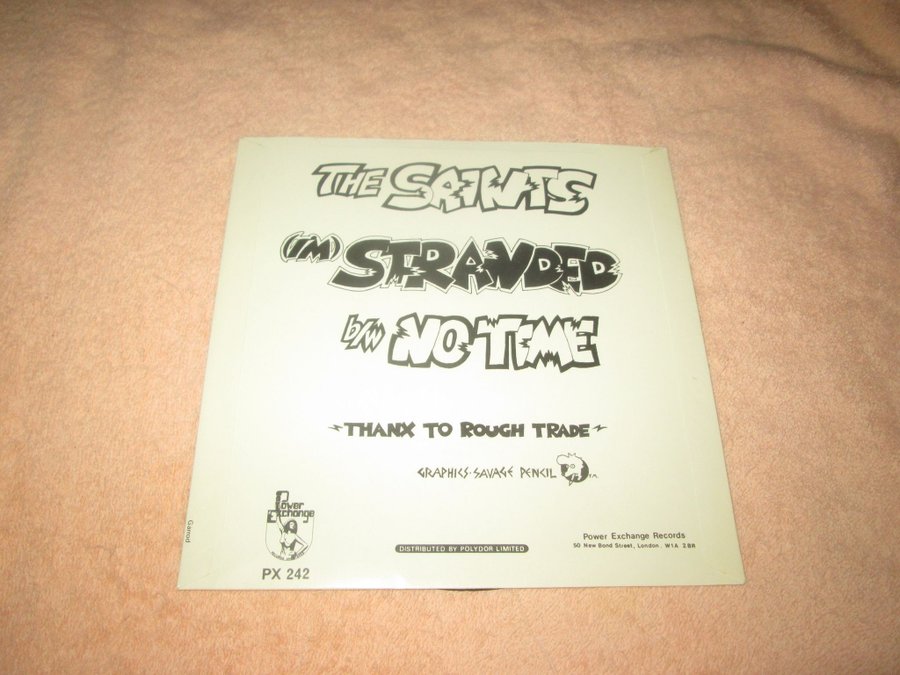 THE SAINTS
(I'M) STRANDED
b/w NO TIME
THANX TO ROUGH TRADE
GRAPHICS·SAVAGE PENCIL
Power
Exchange
PX 242
Garrod
DISTRIBUTED BY POLYDOR LIMITED
Power Exchange Records
50 New Bond Street, London, W1A 2BR